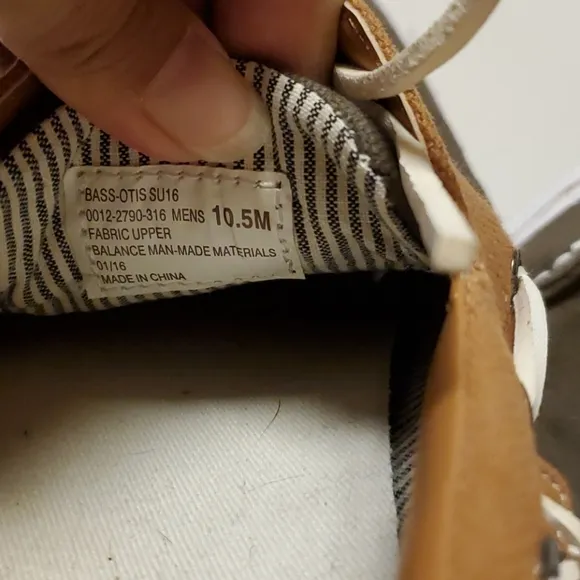 BASS-OTIS SU16
0012-2790-316 MENS 10.5M
FABRIC UPPER
BALANCE MAN-MADE MATERIALS
01/16
MADE IN CHINA